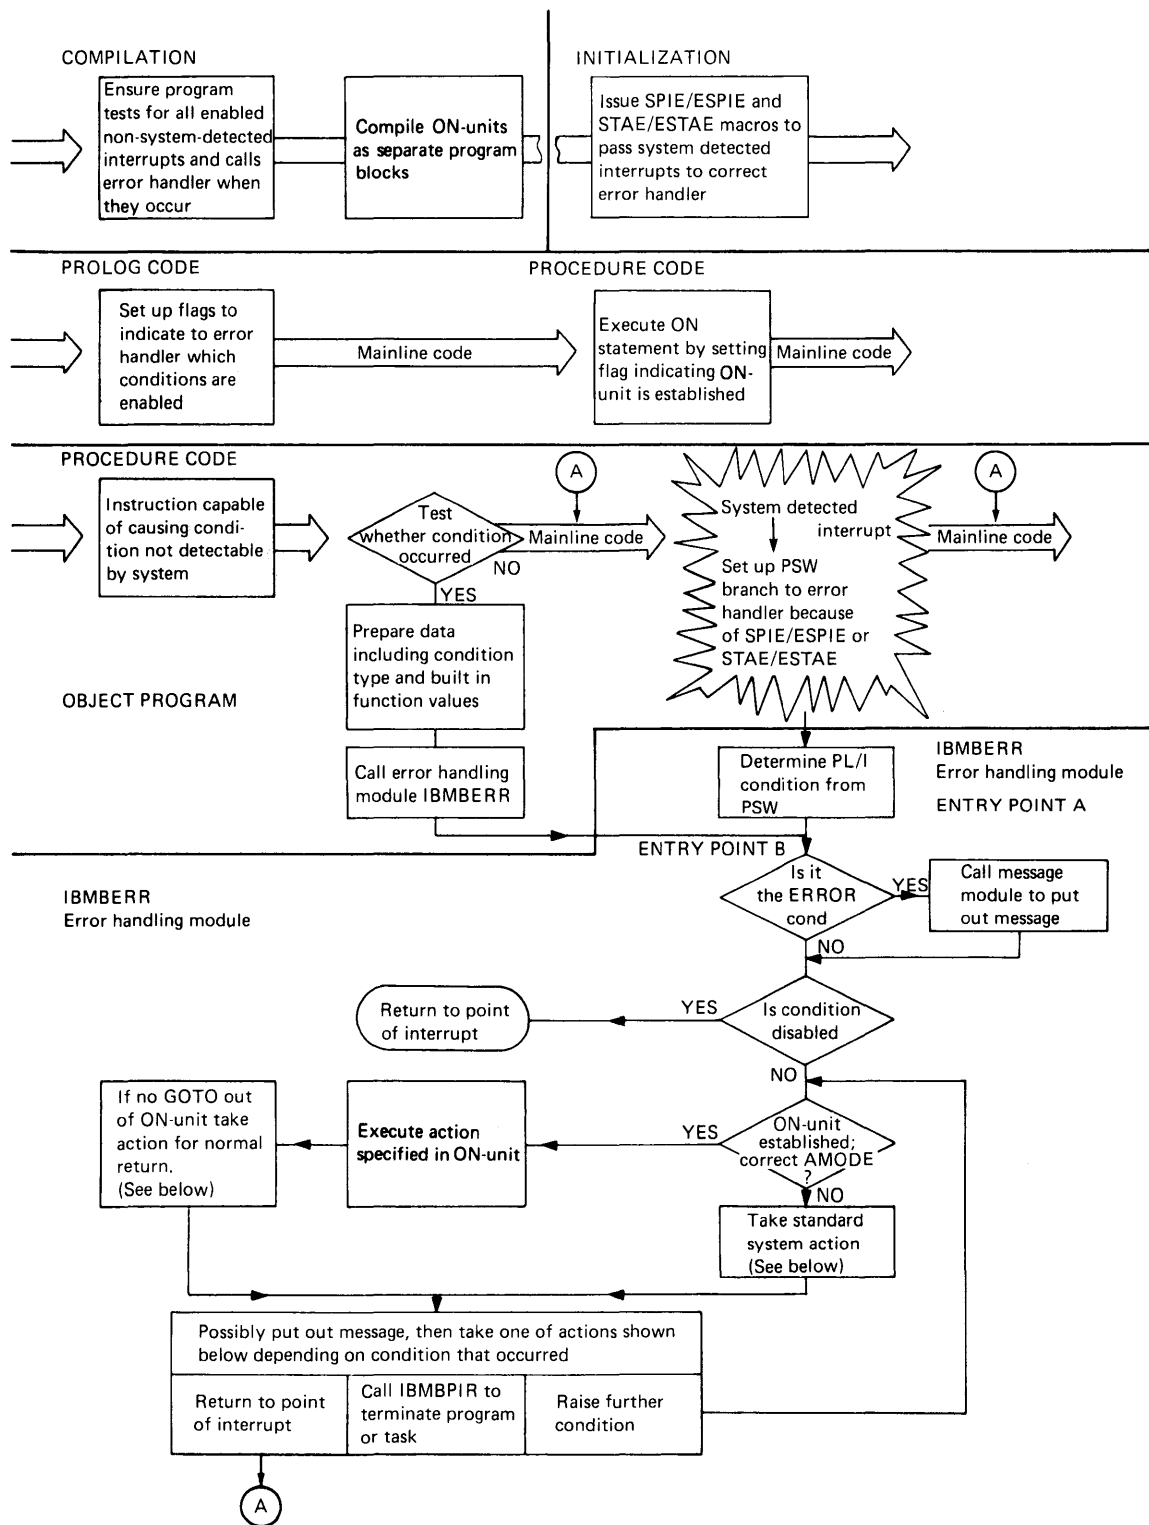 COMPILATION
Ensure program
tests for all enabled
non-system-detected
interrupts and calls
error handler when
they occur
Compile ON-units
as separate program
blocks
INITIALIZATION
Issue SPIE/ESPIE and
STAE/ESTAE macros to
pass system detected
interrupts to correct
error handler
PROLOG CODE
Set up flags to
indicate to error
handler which
conditions are
enabled
Mainline code
PROCEDURE CODE
Execute ON
statement by setting
flag indicating ON-
unit is established
Mainline code
PROCEDURE CODE
Instruction capable
of causing condi-
tion not detectable
by system
Test
whether condition
occurred
NO
YES
A
Mainline code
System detected
interrupt
Set up PSW
branch to error
handler because
of SPIE/ESPIE or
STAE/ESTAE
A
Mainline code
Prepare data
including condition
type and built in
function values
OBJECT PROGRAM
Call error handling
module IBMBERR
Determine PL/I
condition from
PSW
IBMBERR
Error handling module
ENTRY POINT A
ENTRY POINT B
IBMBERR
Error handling module
Is it
the ERROR
cond
YES
Call message
module to put
out message
NO
Is condition
disabled
YES
Return to point
of interrupt
NO
ON-unit
established;
correct AMODE
?
YES
Execute action
specified in ON-unit
If no GOTO out
of ON-unit take
action for normal
return.
(See below)
NO
Take standard
system action
(See below)
Possibly put out message, then take one of actions shown
below depending on condition that occurred
Return to point
of interrupt
Call IBMBPIR to
terminate program
or task
Raise further
condition
A